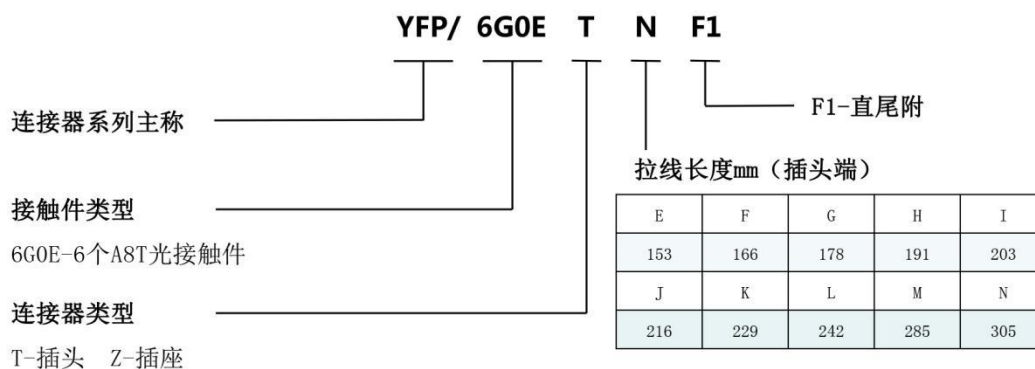 YFP/ 6G0E T N F1
连接器系列主称
F1-直尾附
拉线长度mm（插头端）
接触件类型
6G0E-6个A8T光接触件
连接器类型
T-插头 Z-插座
E F G H I
153 166 178 191 203
J K L M N
216 229 242 285 305